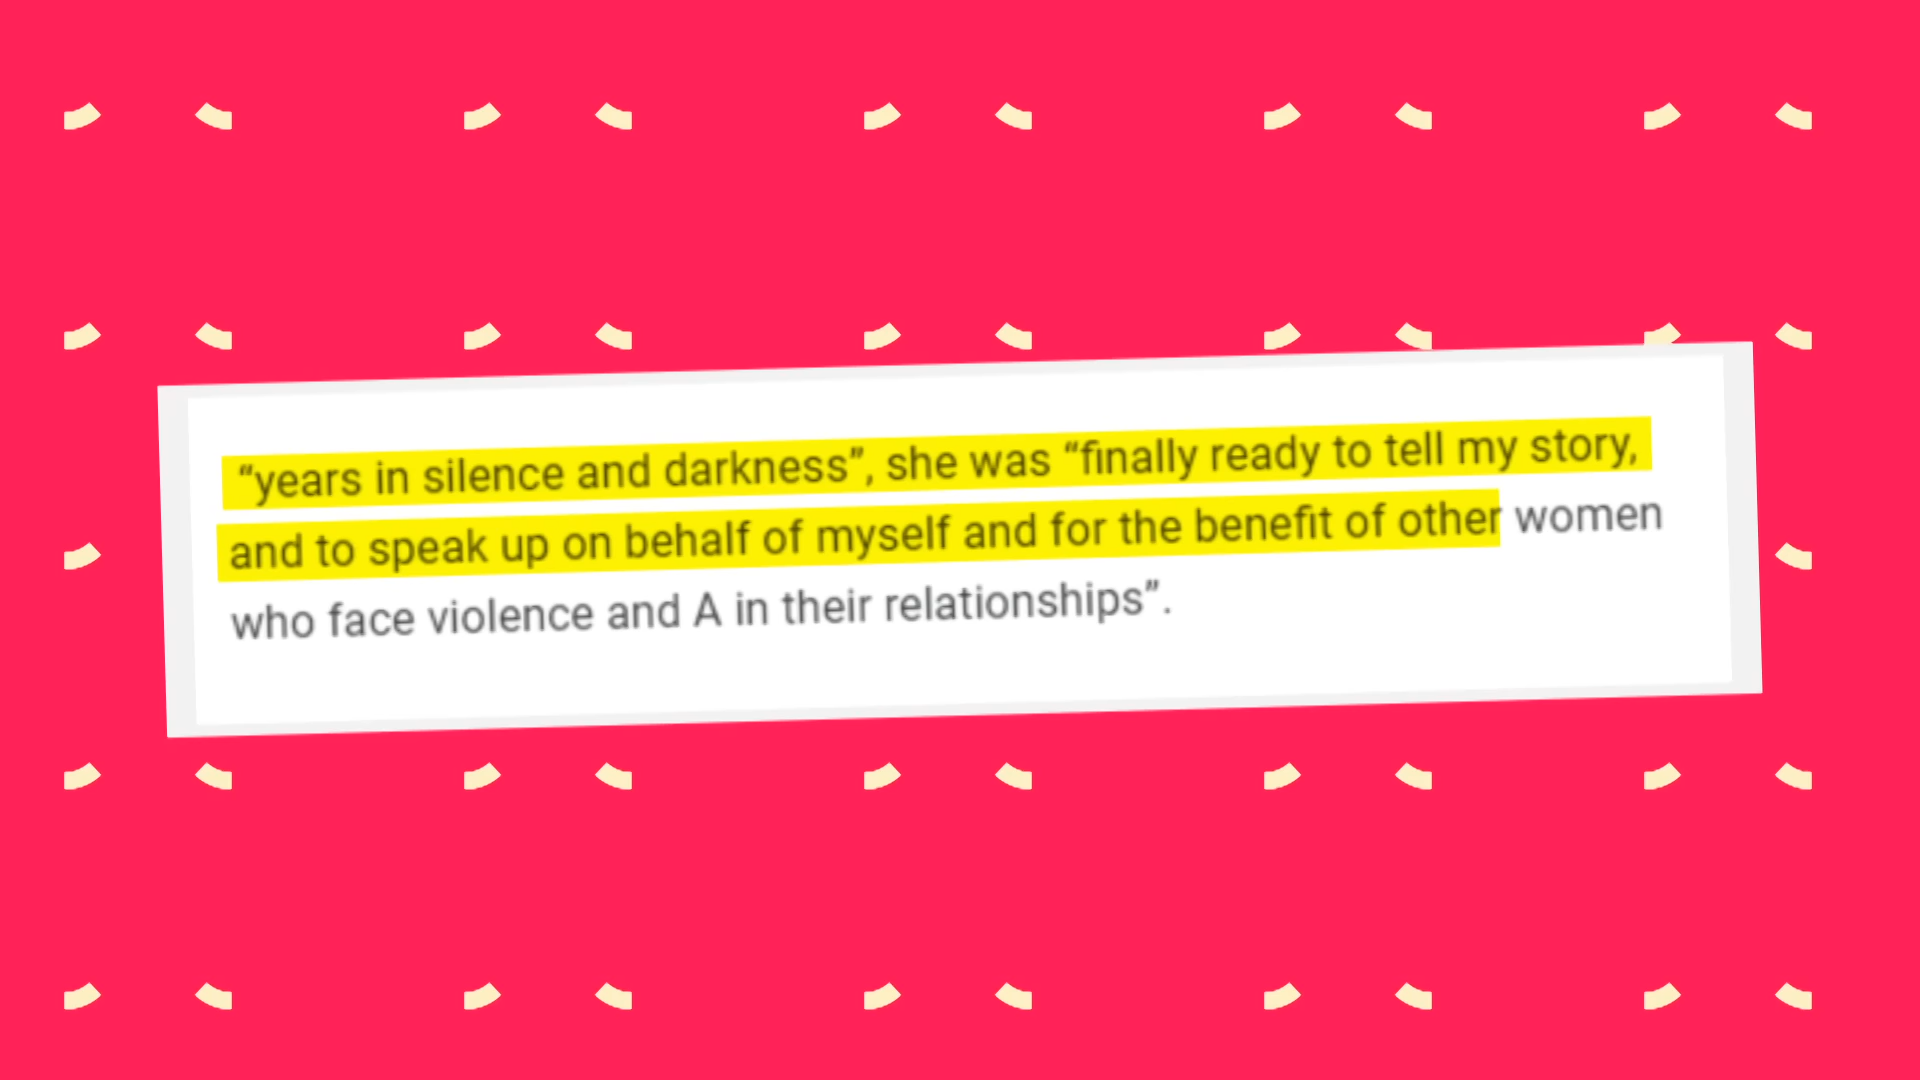 “years in silence and darkness”, she was “finally ready to tell my story,
and to speak up on behalf of myself and for the benefit of other women
who face violence and A in their relationships”.